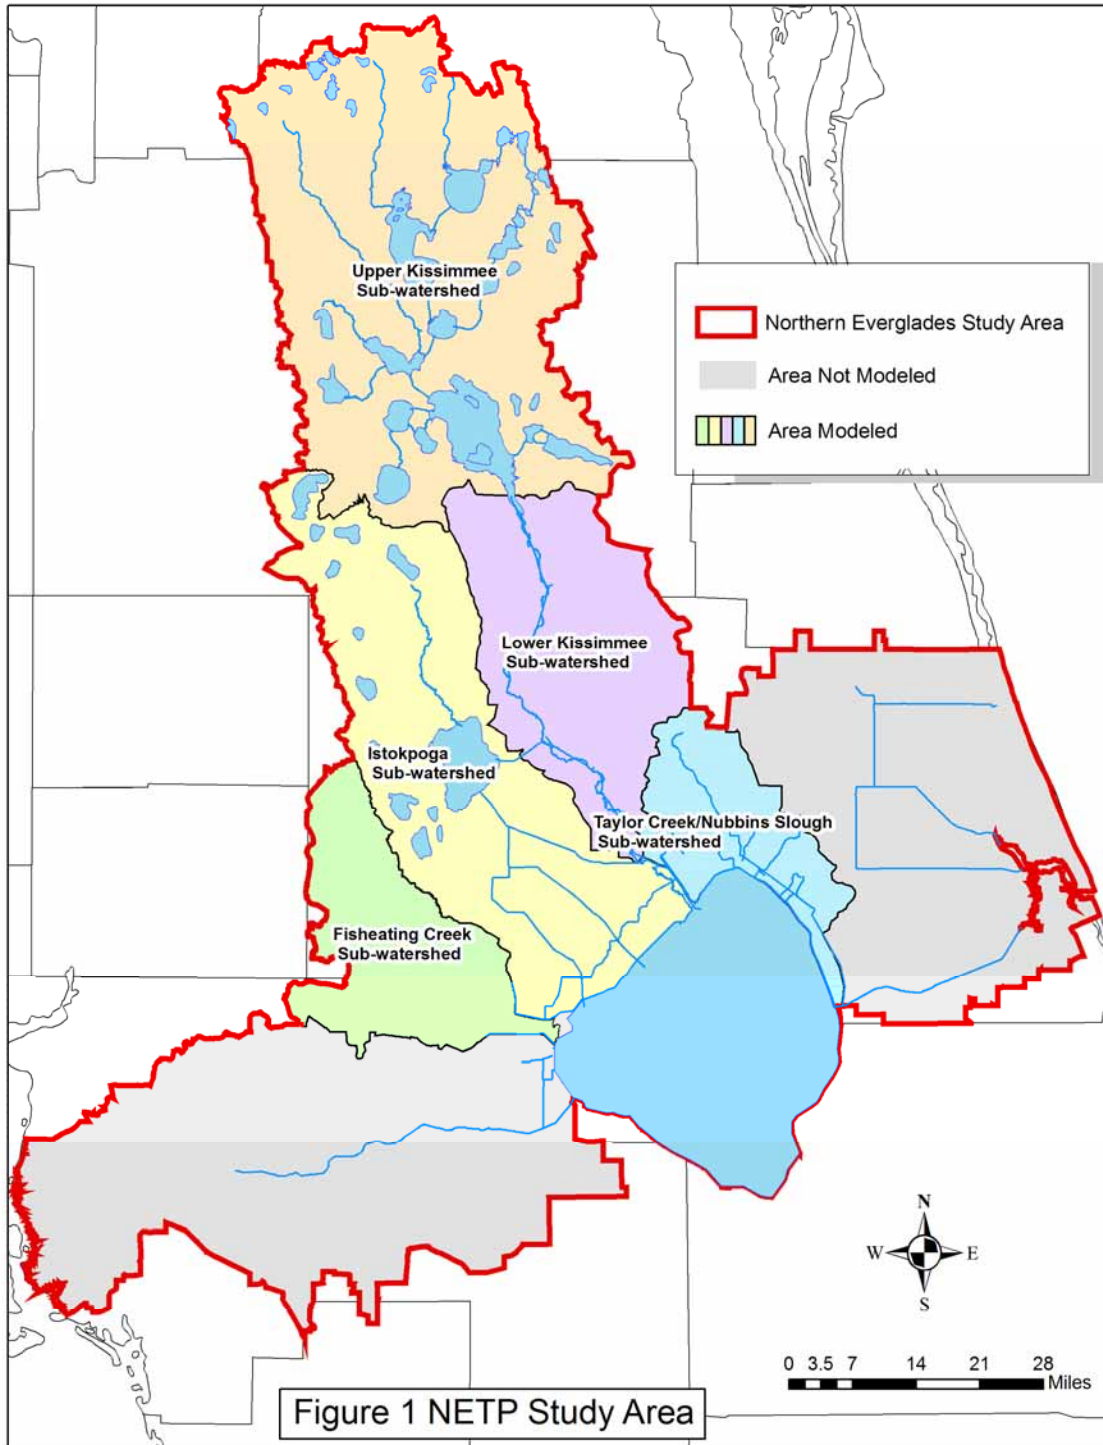 Upper Kissimmee
Sub-watershed
Northern Everglades Study Area
Area Not Modeled
Area Modeled
Lower Kissimmee
Sub-watershed
Istokpoga
Sub-watershed
Taylor Creek/Nubbins Slough
Sub-watershed
Fisheating Creek
Sub-watershed
N
W E
S
0 3.5 7 14 21 28
Miles
Figure 1 NETP Study Area